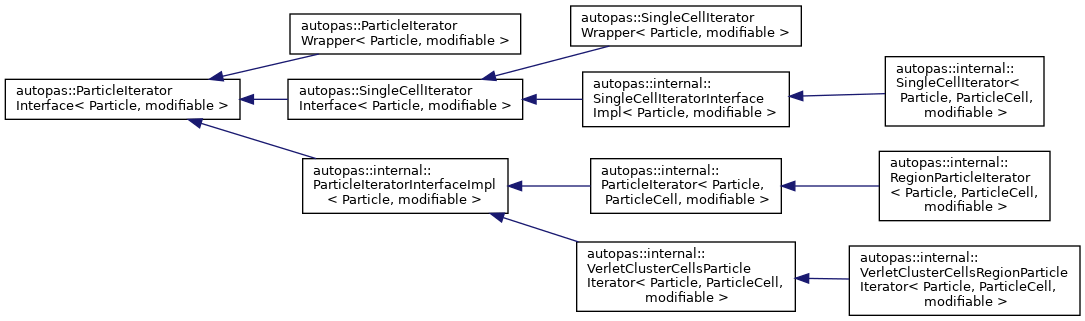 autopas::ParticleIterator
Wrapper< Particle, modifiable >
autopas::SingleCellIterator
Wrapper< Particle, modifiable >
autopas::ParticleIterator
Interface< Particle, modifiable >
autopas::SingleCellIterator
Interface< Particle, modifiable >
autopas::internal::
SingleCellIteratorInterface
Impl< Particle, modifiable >
autopas::internal::
SingleCellIterator<
Particle, ParticleCell,
modifiable >
autopas::internal::
ParticleIteratorInterfaceImpl
< Particle, modifiable >
autopas::internal::
ParticleIterator< Particle,
ParticleCell, modifiable >
autopas::internal::
RegionParticleIterator
< Particle, ParticleCell,
modifiable >
autopas::internal::
VerletClusterCellsParticle
Iterator< Particle, ParticleCell,
modifiable >
autopas::internal::
VerletClusterCellsRegionParticle
Iterator< Particle, ParticleCell,
modifiable >